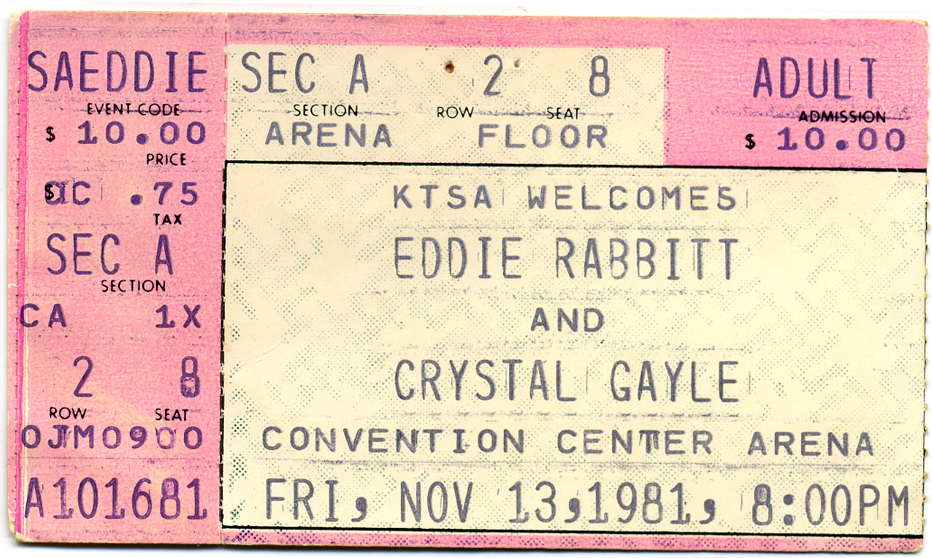 SAEDDIE
EVENT CODE
$ 10.00
PRICE
.75
TAX
SEC A
SECTION
CA 1X
2 8
ROW SEAT
OJM0900
A101681
SEC A 2 8
SECTION ROW SEAT
ARENA FLOOR
ADULT
ADMISSION
$ 10.00
KTSA WELCOMES
EDDIE RABBITT
AND
CRYSTAL GAYLE
CONVENTION CENTER ARENA
FRI, NOV 13,1981, 8:00PM